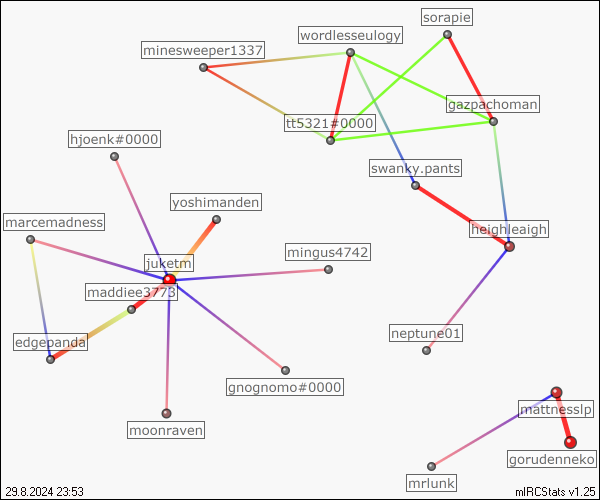 sorapie
wordlesseulogy
minesweeper1337
gazpachoman
tt5321#0000
hjoenk#0000
swanky.pants
yoshimanden
marcemadness
heighleaigh
mingus4742
juketm
maddiee3773
neptune01
edgepanda
gnognomo#0000
mattnesslp
moonraven
gorudenneko
mrlunk
29.8.2024 23:53
mIRCStats v1.25